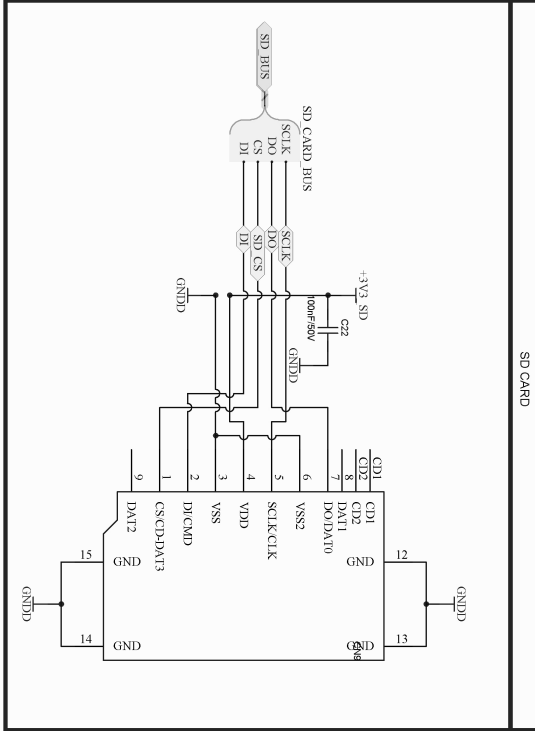 SD CARD
SD_BUS
SD_CARD_BUS
SCLK
DO
CS
DI
SCLK
DO
SD_CS
DI
+3V3_SD
C22
100nF/50V
GNDD
GNDD
CD1
CD2
8
7
6
5
4
3
2
1
9
CD1
CD2
DAT1
DO/DAT0
VSS2
SCLK/CLK
VDD
VSS
DI/CMD
CS/CD-DAT3
DAT2
12
GND
13
GND
GNDD
15
GND
14
GND
GNDD